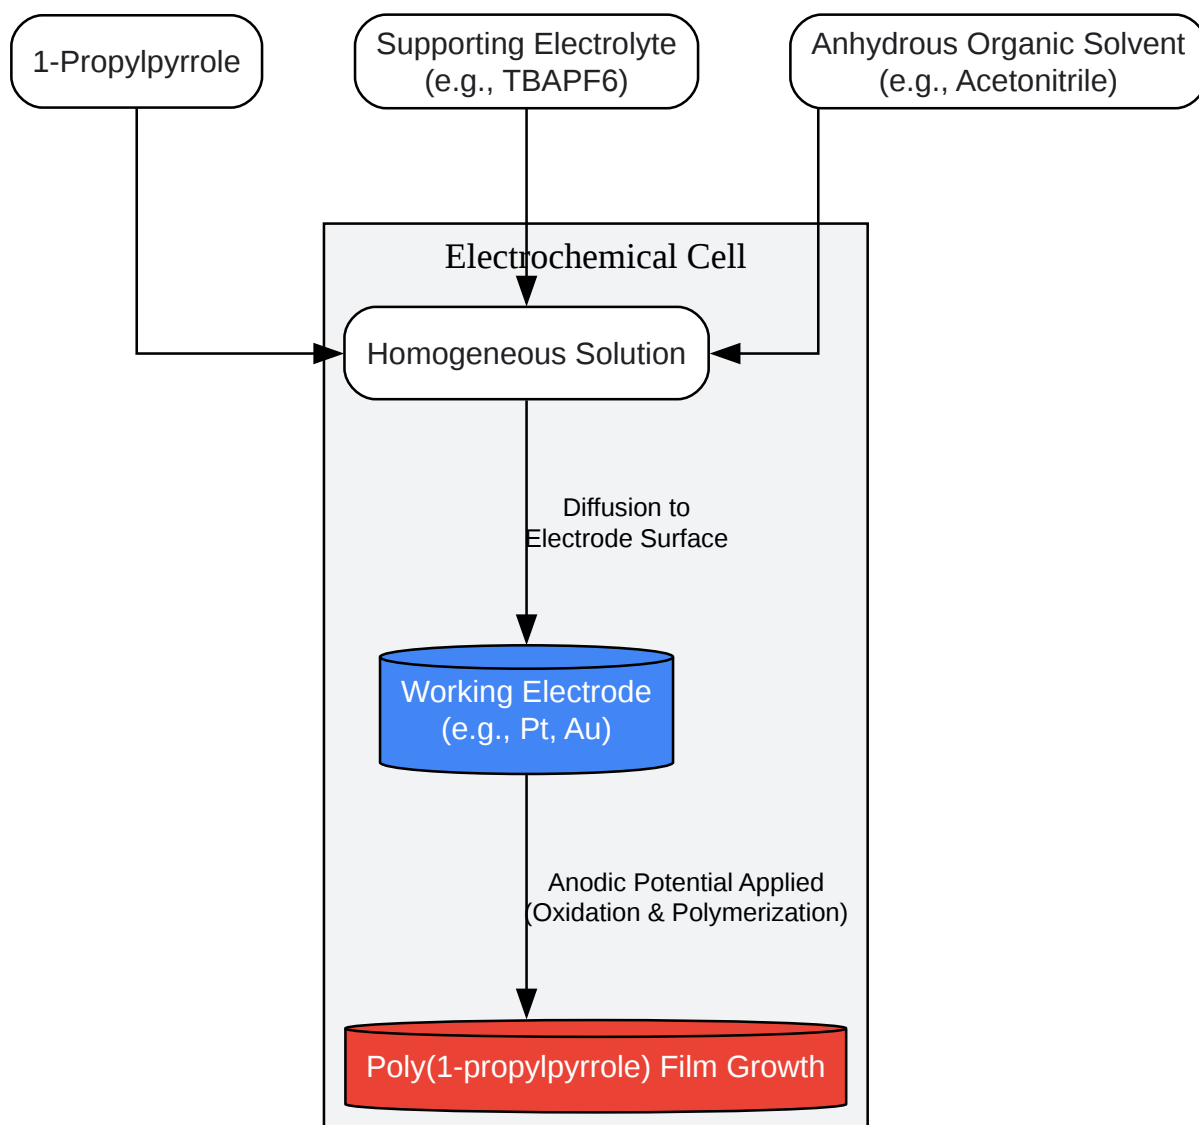 1-Propylpyrrole
Supporting Electrolyte
(e.g., TBAPF6)
Anhydrous Organic Solvent
(e.g., Acetonitrile)
Electrochemical Cell
Homogeneous Solution
Diffusion to
Electrode Surface
Working Electrode
(e.g., Pt, Au)
Anodic Potential Applied
(Oxidation & Polymerization)
Poly(1-propylpyrrole) Film Growth